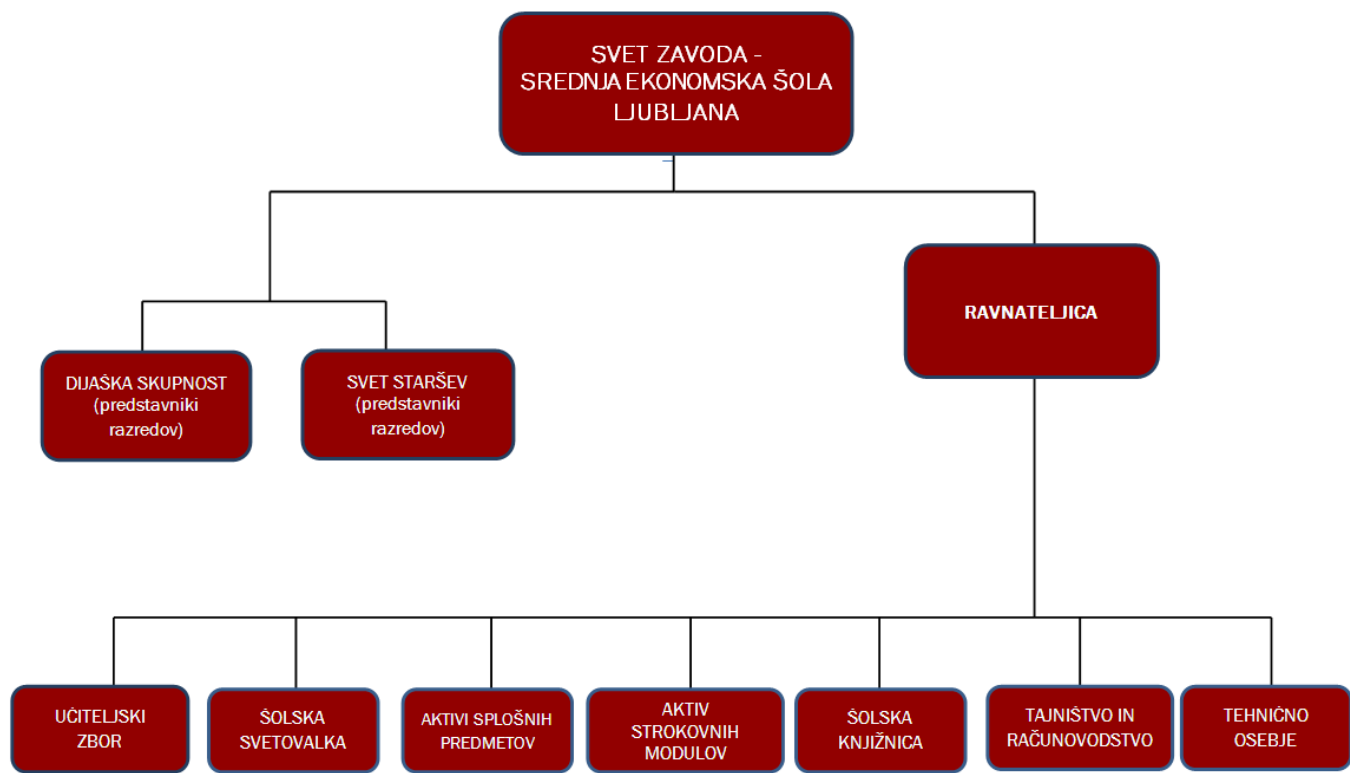 SVET ZAVODA -
SREDNJA EKONOMSKA ŠOLA
LJUBLJANA
RAVNATELJICA
DIJAŠKA SKUPNOST
(predstavniki
razredov)
SVET STARŠEV
(predstavniki
razredov)
UČITELJSKI
ZBOR
ŠOLSKA
SVETOVALKA
AKTIVI SPLOŠNIH
PREDMETOV
AKTIV
STROKOVNIH
MODULOV
ŠOLSKA
KNJIŽNICA
TAJNIŠTVO IN
RAČUNOVODSTVO
TEHNIČNO
OSEBJE